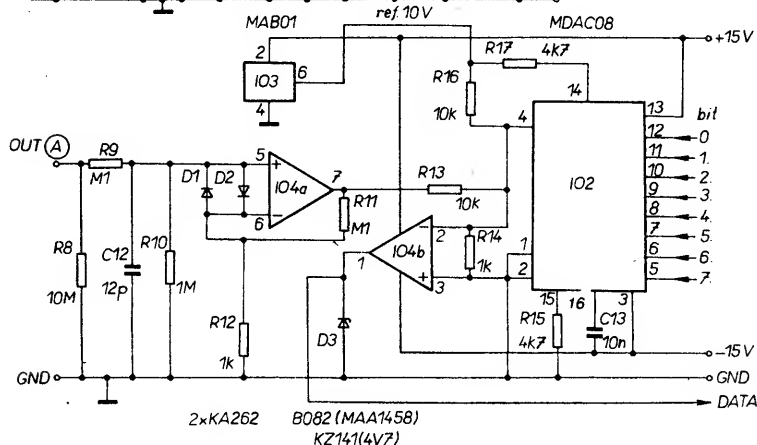 MAB01
ref. 10V
MDAC08
2
6
IO3
4
R17
4k7
+15V
R16
10k
14
4
13
bit
12
0
11
1.
10
2.
9
3.
8
4.
7
5.
6
6.
5
7.
IO2
OUT A
R9
M1
D1
D2
5
+
IO4a
7
−
6
R11
M1
R13
10k
R8
10M
C12
12p
R10
1M
R12
1k
IO4b
1
2
−
+
3
R14
1k
1
2
15
16
3
R15
4k7
C13
10n
D3
−15V
GND
GND
DATA
2xKA262
B082 (MAA1458)
KZ141(4V7)